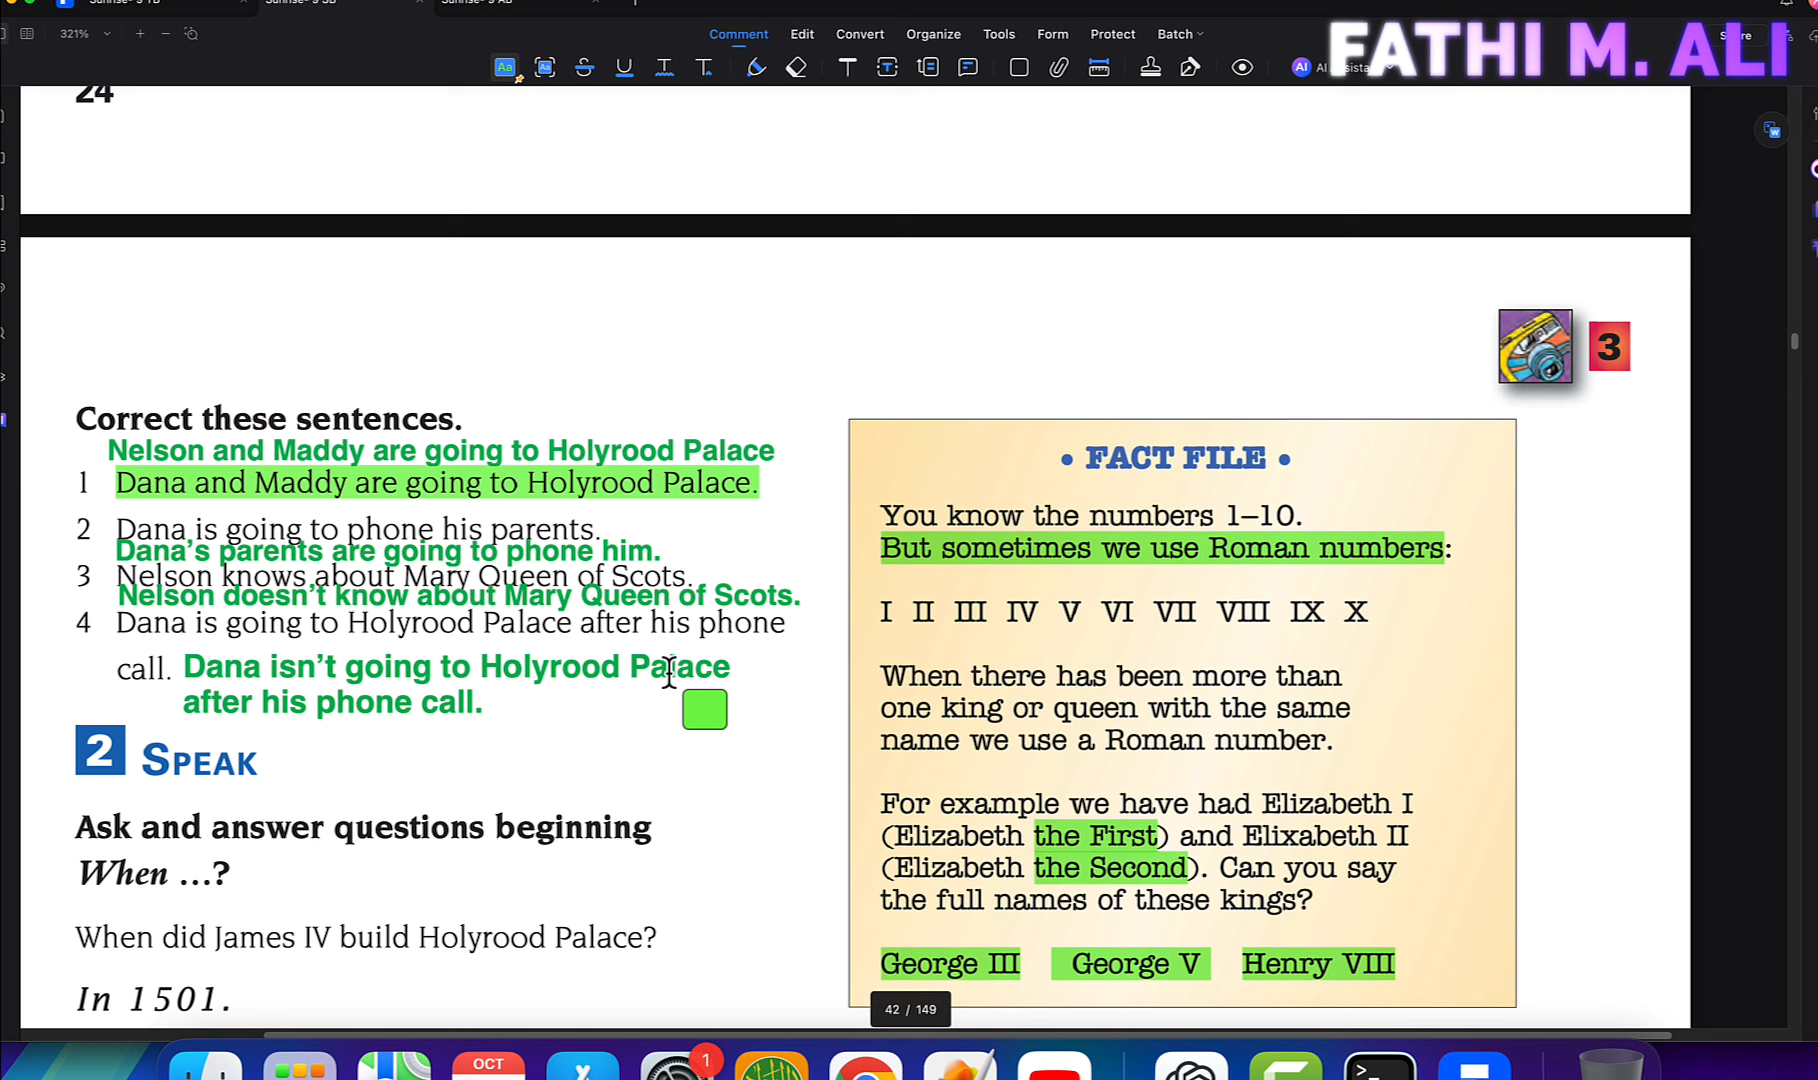 Sunrise- 9 SB
321%
Comment Edit Convert Organize Tools Form Protect Batch
FATHI M. ALI
24
3
Correct these sentences.
Nelson and Maddy are going to Holyrood Palace
1 Dana and Maddy are going to Holyrood Palace.
2 Dana is going to phone his parents.
Dana's parents are going to phone him.
3 Nelson knows about Mary Queen of Scots.
Nelson doesn't know about Mary Queen of Scots.
4 Dana is going to Holyrood Palace after his phone
call. Dana isn't going to Holyrood Palace
after his phone call.
2 SPEAK
Ask and answer questions beginning
When ...?
When did James IV build Holyrood Palace?
In 1501.
• FACT FILE •
You know the numbers 1–10.
But sometimes we use Roman numbers:
I II III IV V VI VII VIII IX X
When there has been more than
one king or queen with the same
name we use a Roman number.
For example we have had Elizabeth I
(Elizabeth the First) and Elixabeth II
(Elizabeth the Second). Can you say
the full names of these kings?
George III George V Henry VIII
42 / 149
OCT
1